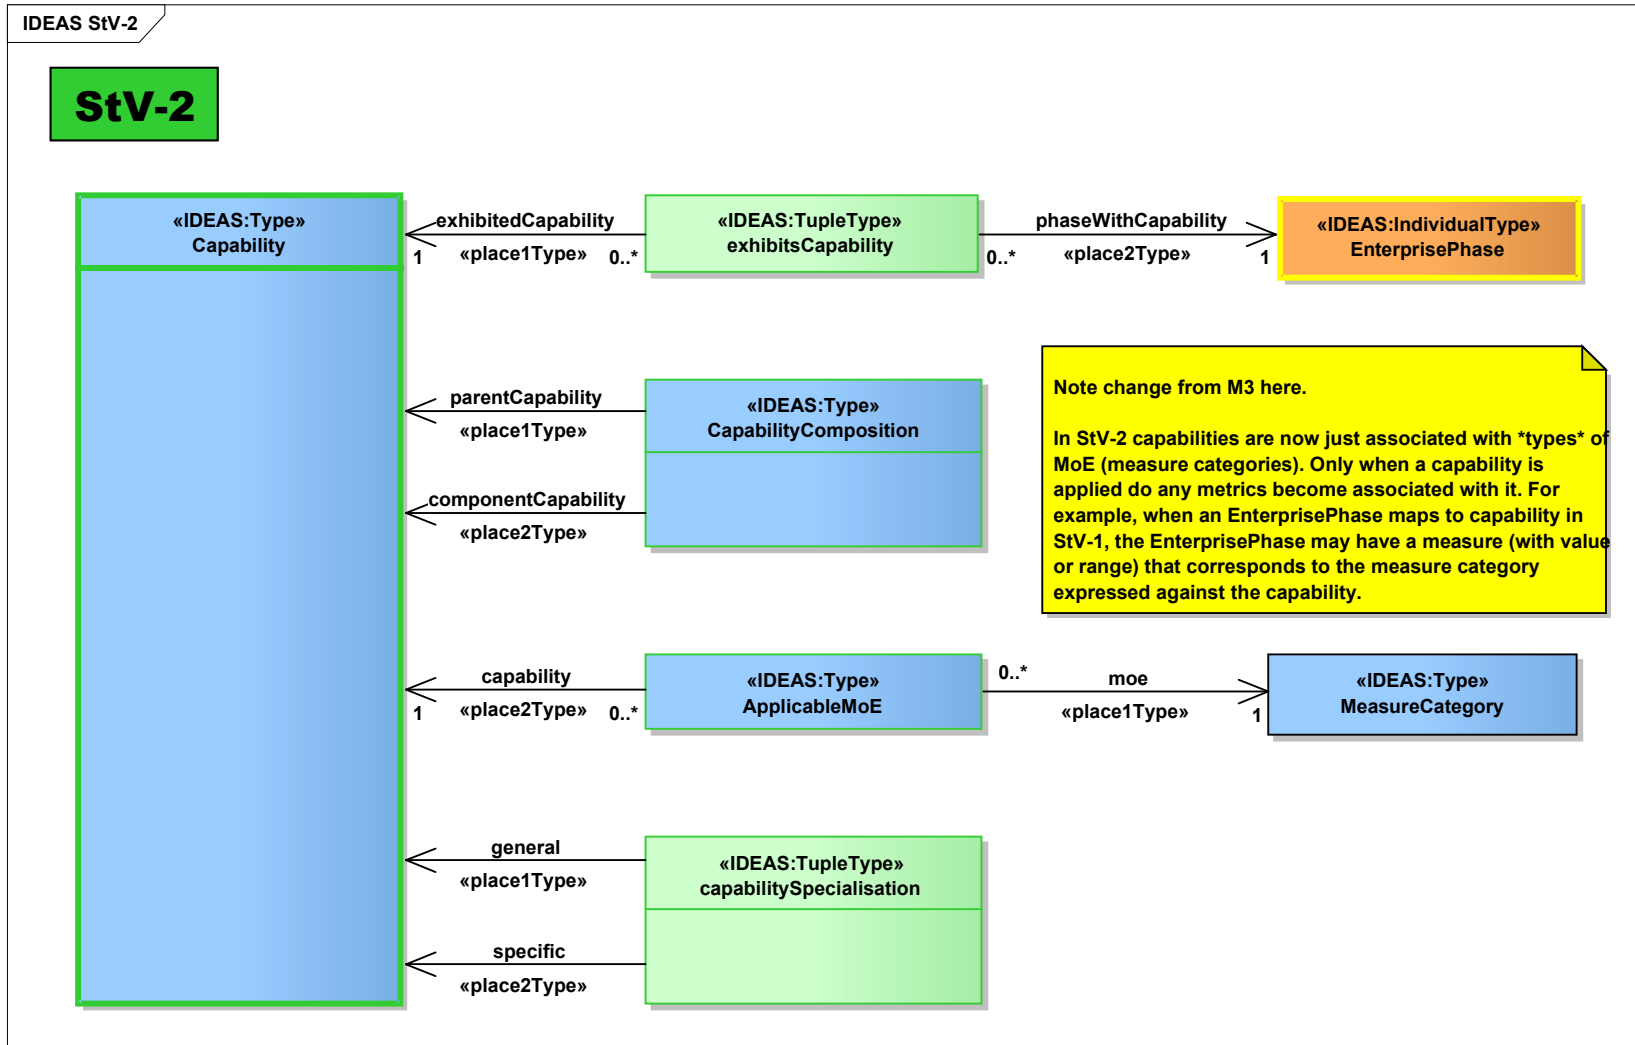 IDEAS StV-2
StV-2
«IDEAS:Type»
Capability
exhibitedCapability
1
«place1Type»
0..*
«IDEAS:TupleType»
exhibitsCapability
phaseWithCapability
0..*
«place2Type»
1
«IDEAS:IndividualType»
EnterprisePhase
parentCapability
«place1Type»
«IDEAS:Type»
CapabilityComposition
componentCapability
«place2Type»
Note change from M3 here.
In StV-2 capabilities are now just associated with *types* of
MoE (measure categories). Only when a capability is
applied do any metrics become associated with it. For
example, when an EnterprisePhase maps to capability in
StV-1, the EnterprisePhase may have a measure (with value
or range) that corresponds to the measure category
expressed against the capability.
capability
1
«place2Type»
0..*
«IDEAS:Type»
ApplicableMoE
0..*
moe
«place1Type»
1
«IDEAS:Type»
MeasureCategory
general
«place1Type»
«IDEAS:TupleType»
capabilitySpecialisation
specific
«place2Type»